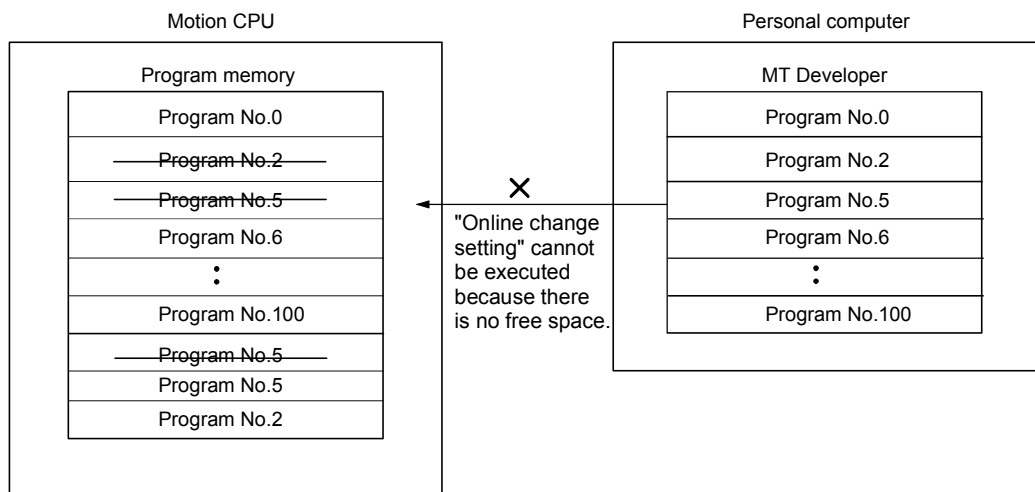 Motion CPU
Program memory
Program No.0
Program No.2
Program No.5
Program No.6
Program No.100
Program No.5
Program No.5
Program No.2
"Online change
setting" cannot
be executed
because there
is no free space.
Personal computer
MT Developer
Program No.0
Program No.2
Program No.5
Program No.6
Program No.100